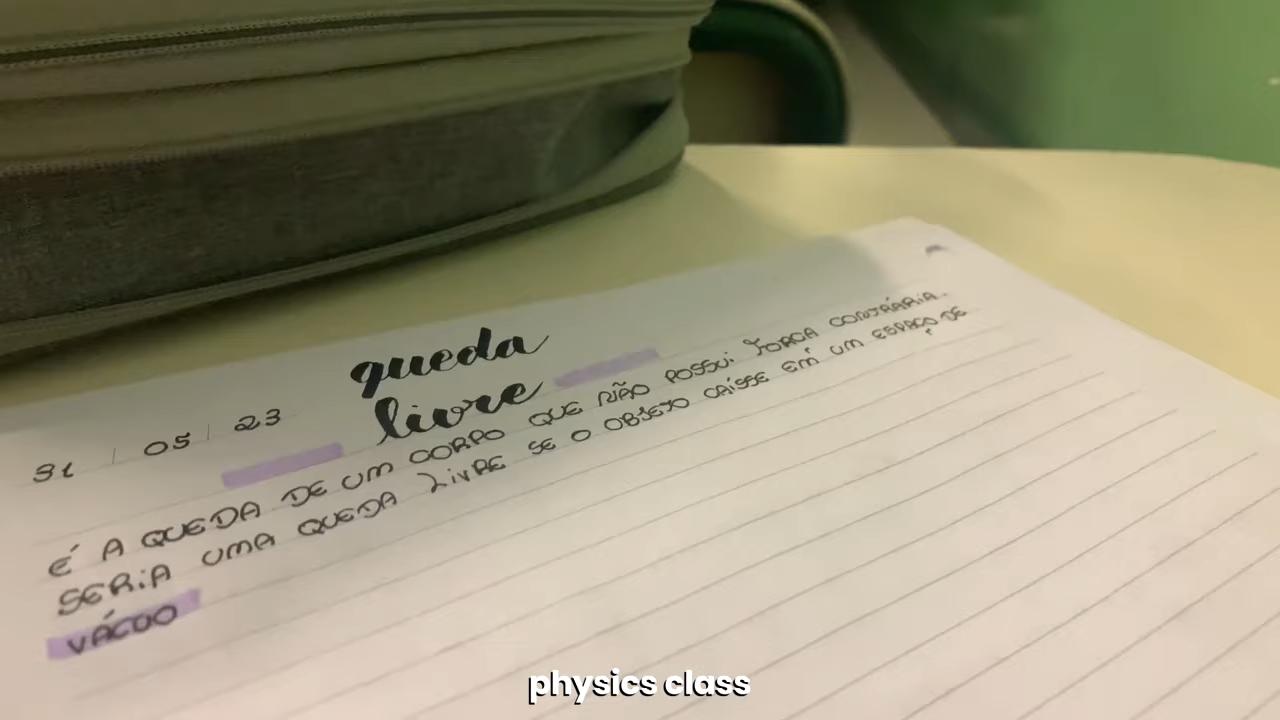 31 | 05 | 23
queda
livre
É A QUEDA DE UM CORPO QUE NÃO POSSUI FORÇA CONTRÁRIA.
SERIA UMA QUEDA LIVRE SE O OBJETO CAÍSSE EM UM ESPAÇO DE
VÁCUO
physics class